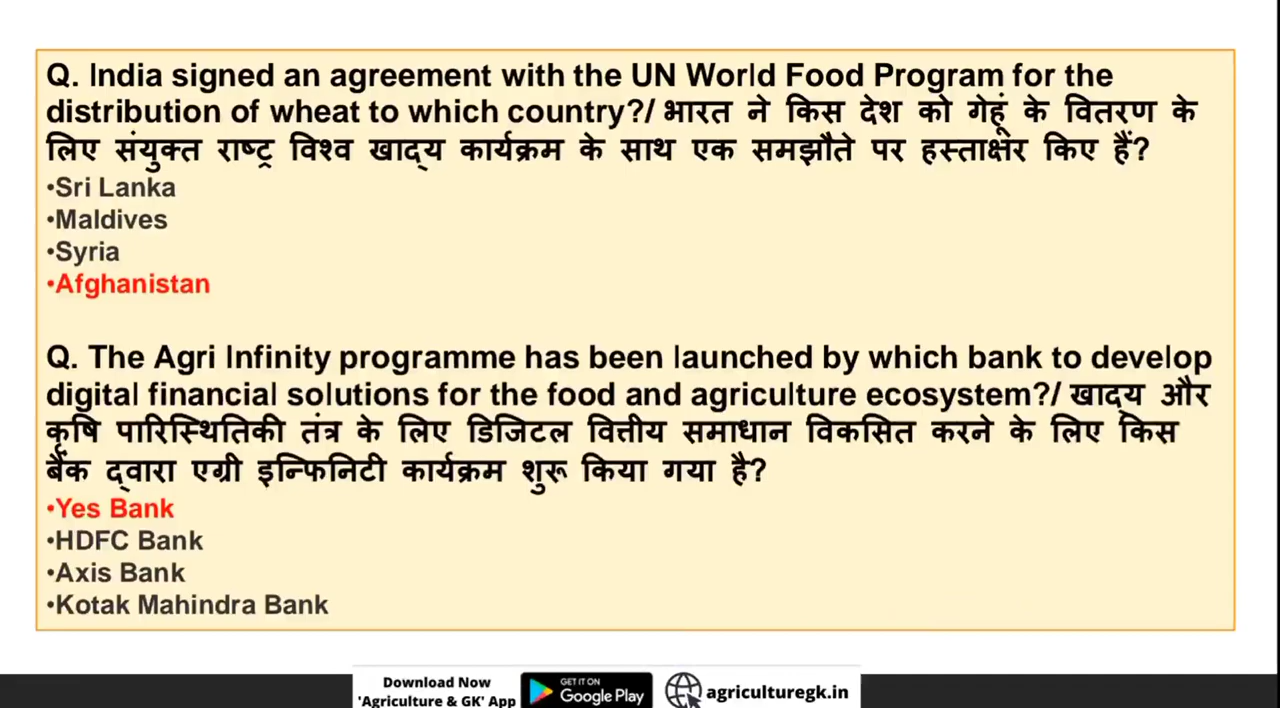 Q. India signed an agreement with the UN World Food Program for the
distribution of wheat to which country?/ भारत ने किस देश को गेहूं के वितरण के
लिए संयुक्त राष्ट्र विश्व खाद्य कार्यक्रम के साथ एक समझौते पर हस्ताक्षर किए हैं?
•Sri Lanka
•Maldives
•Syria
•Afghanistan
Q. The Agri Infinity programme has been launched by which bank to develop
digital financial solutions for the food and agriculture ecosystem?/ खाद्य और
कृषि पारिस्थितिकी तंत्र के लिए डिजिटल वित्तीय समाधान विकसित करने के लिए किस
बैंक द्वारा एग्री इन्फिनिटी कार्यक्रम शुरू किया गया है?
•Yes Bank
•HDFC Bank
•Axis Bank
•Kotak Mahindra Bank
Download Now
'Agriculture & GK' App
GET IT ON
Google Play
agriculturegk.in